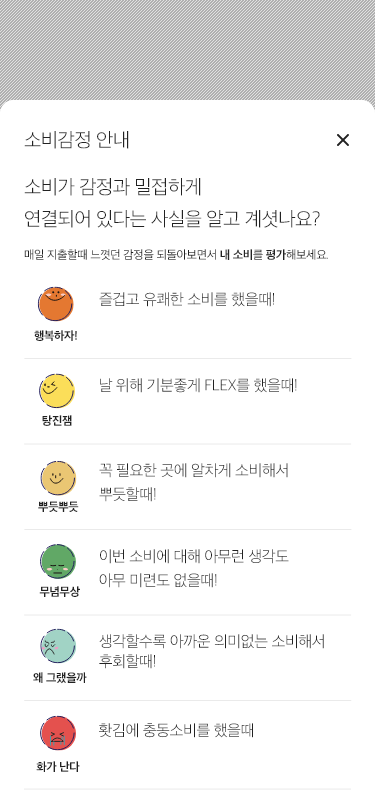 소비감정 안내
소비가 감정과 밀접하게
연결되어 있다는 사실을 알고 계셧나요?
매일 지출할때 느꼇던 감정을 되돌아보면서 내 소비를 평가해보세요.
즐겁고 유쾌한 소비를 했을때!
행복하자!
날 위해 기분좋게 FLEX를 했을때!
탕진잼
꼭 필요한 곳에 알차게 소비해서
뿌듯할때!
뿌듯뿌듯
이번 소비에 대해 아무런 생각도
아무 미련도 없을때!
무념무상
생각할수록 아까운 의미없는 소비해서
후회할때!
왜 그랬을까
홧김에 충동소비를 했을때
화가 난다